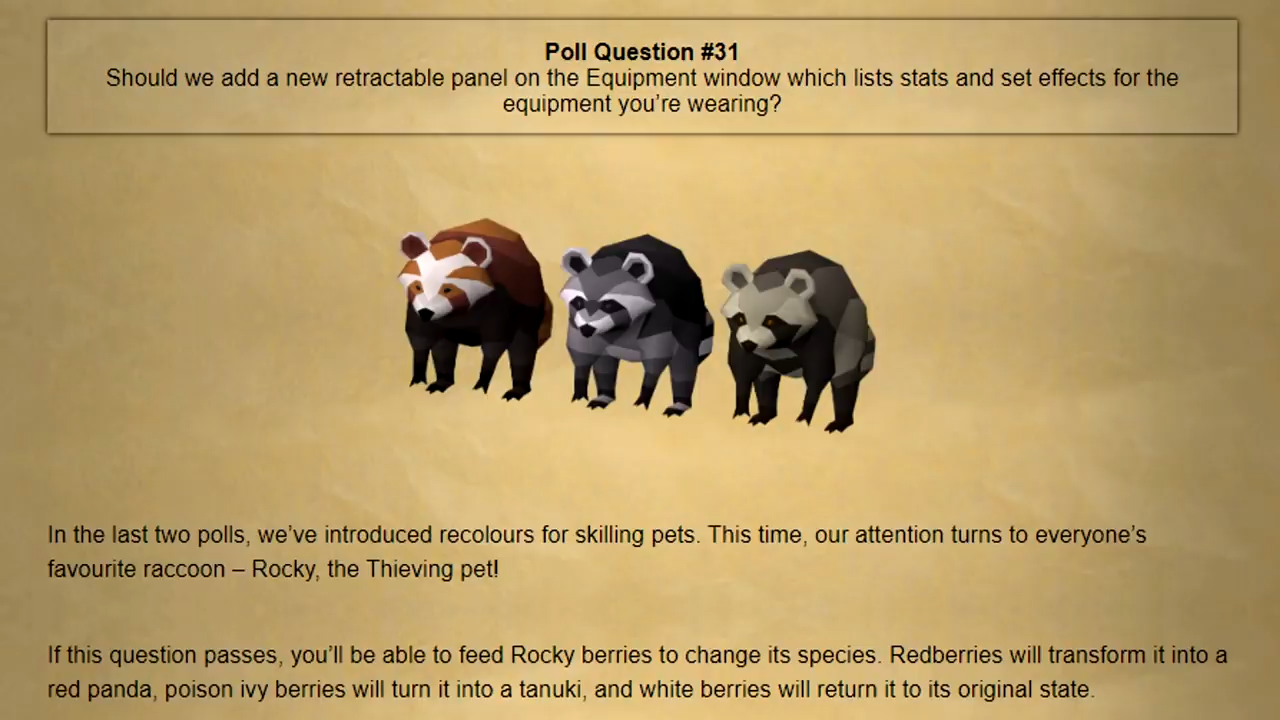 Poll Question #31
Should we add a new retractable panel on the Equipment window which lists stats and set effects for the
equipment you’re wearing?
In the last two polls, we’ve introduced recolours for skilling pets. This time, our attention turns to everyone’s
favourite raccoon – Rocky, the Thieving pet!
If this question passes, you’ll be able to feed Rocky berries to change its species. Redberries will transform it into a
red panda, poison ivy berries will turn it into a tanuki, and white berries will return it to its original state.